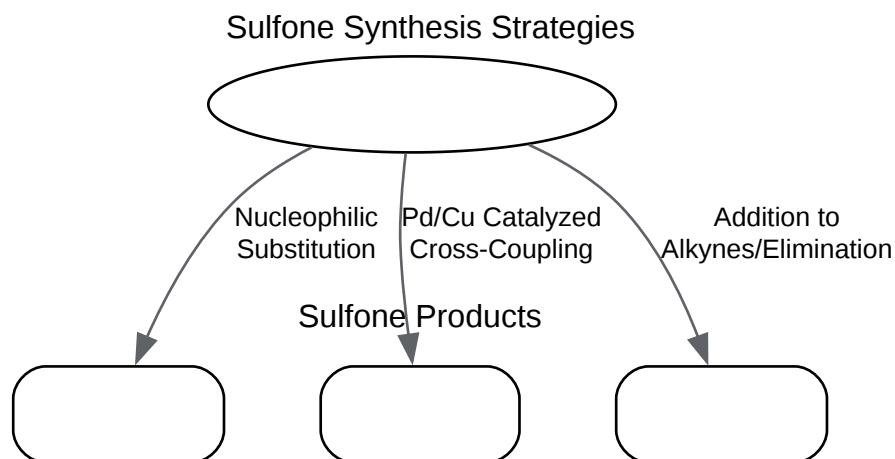 Sulfone Synthesis Strategies
Nucleophilic
Substitution
Pd/Cu Catalyzed
Cross-Coupling
Addition to
Alkynes/Elimination
Sulfone Products